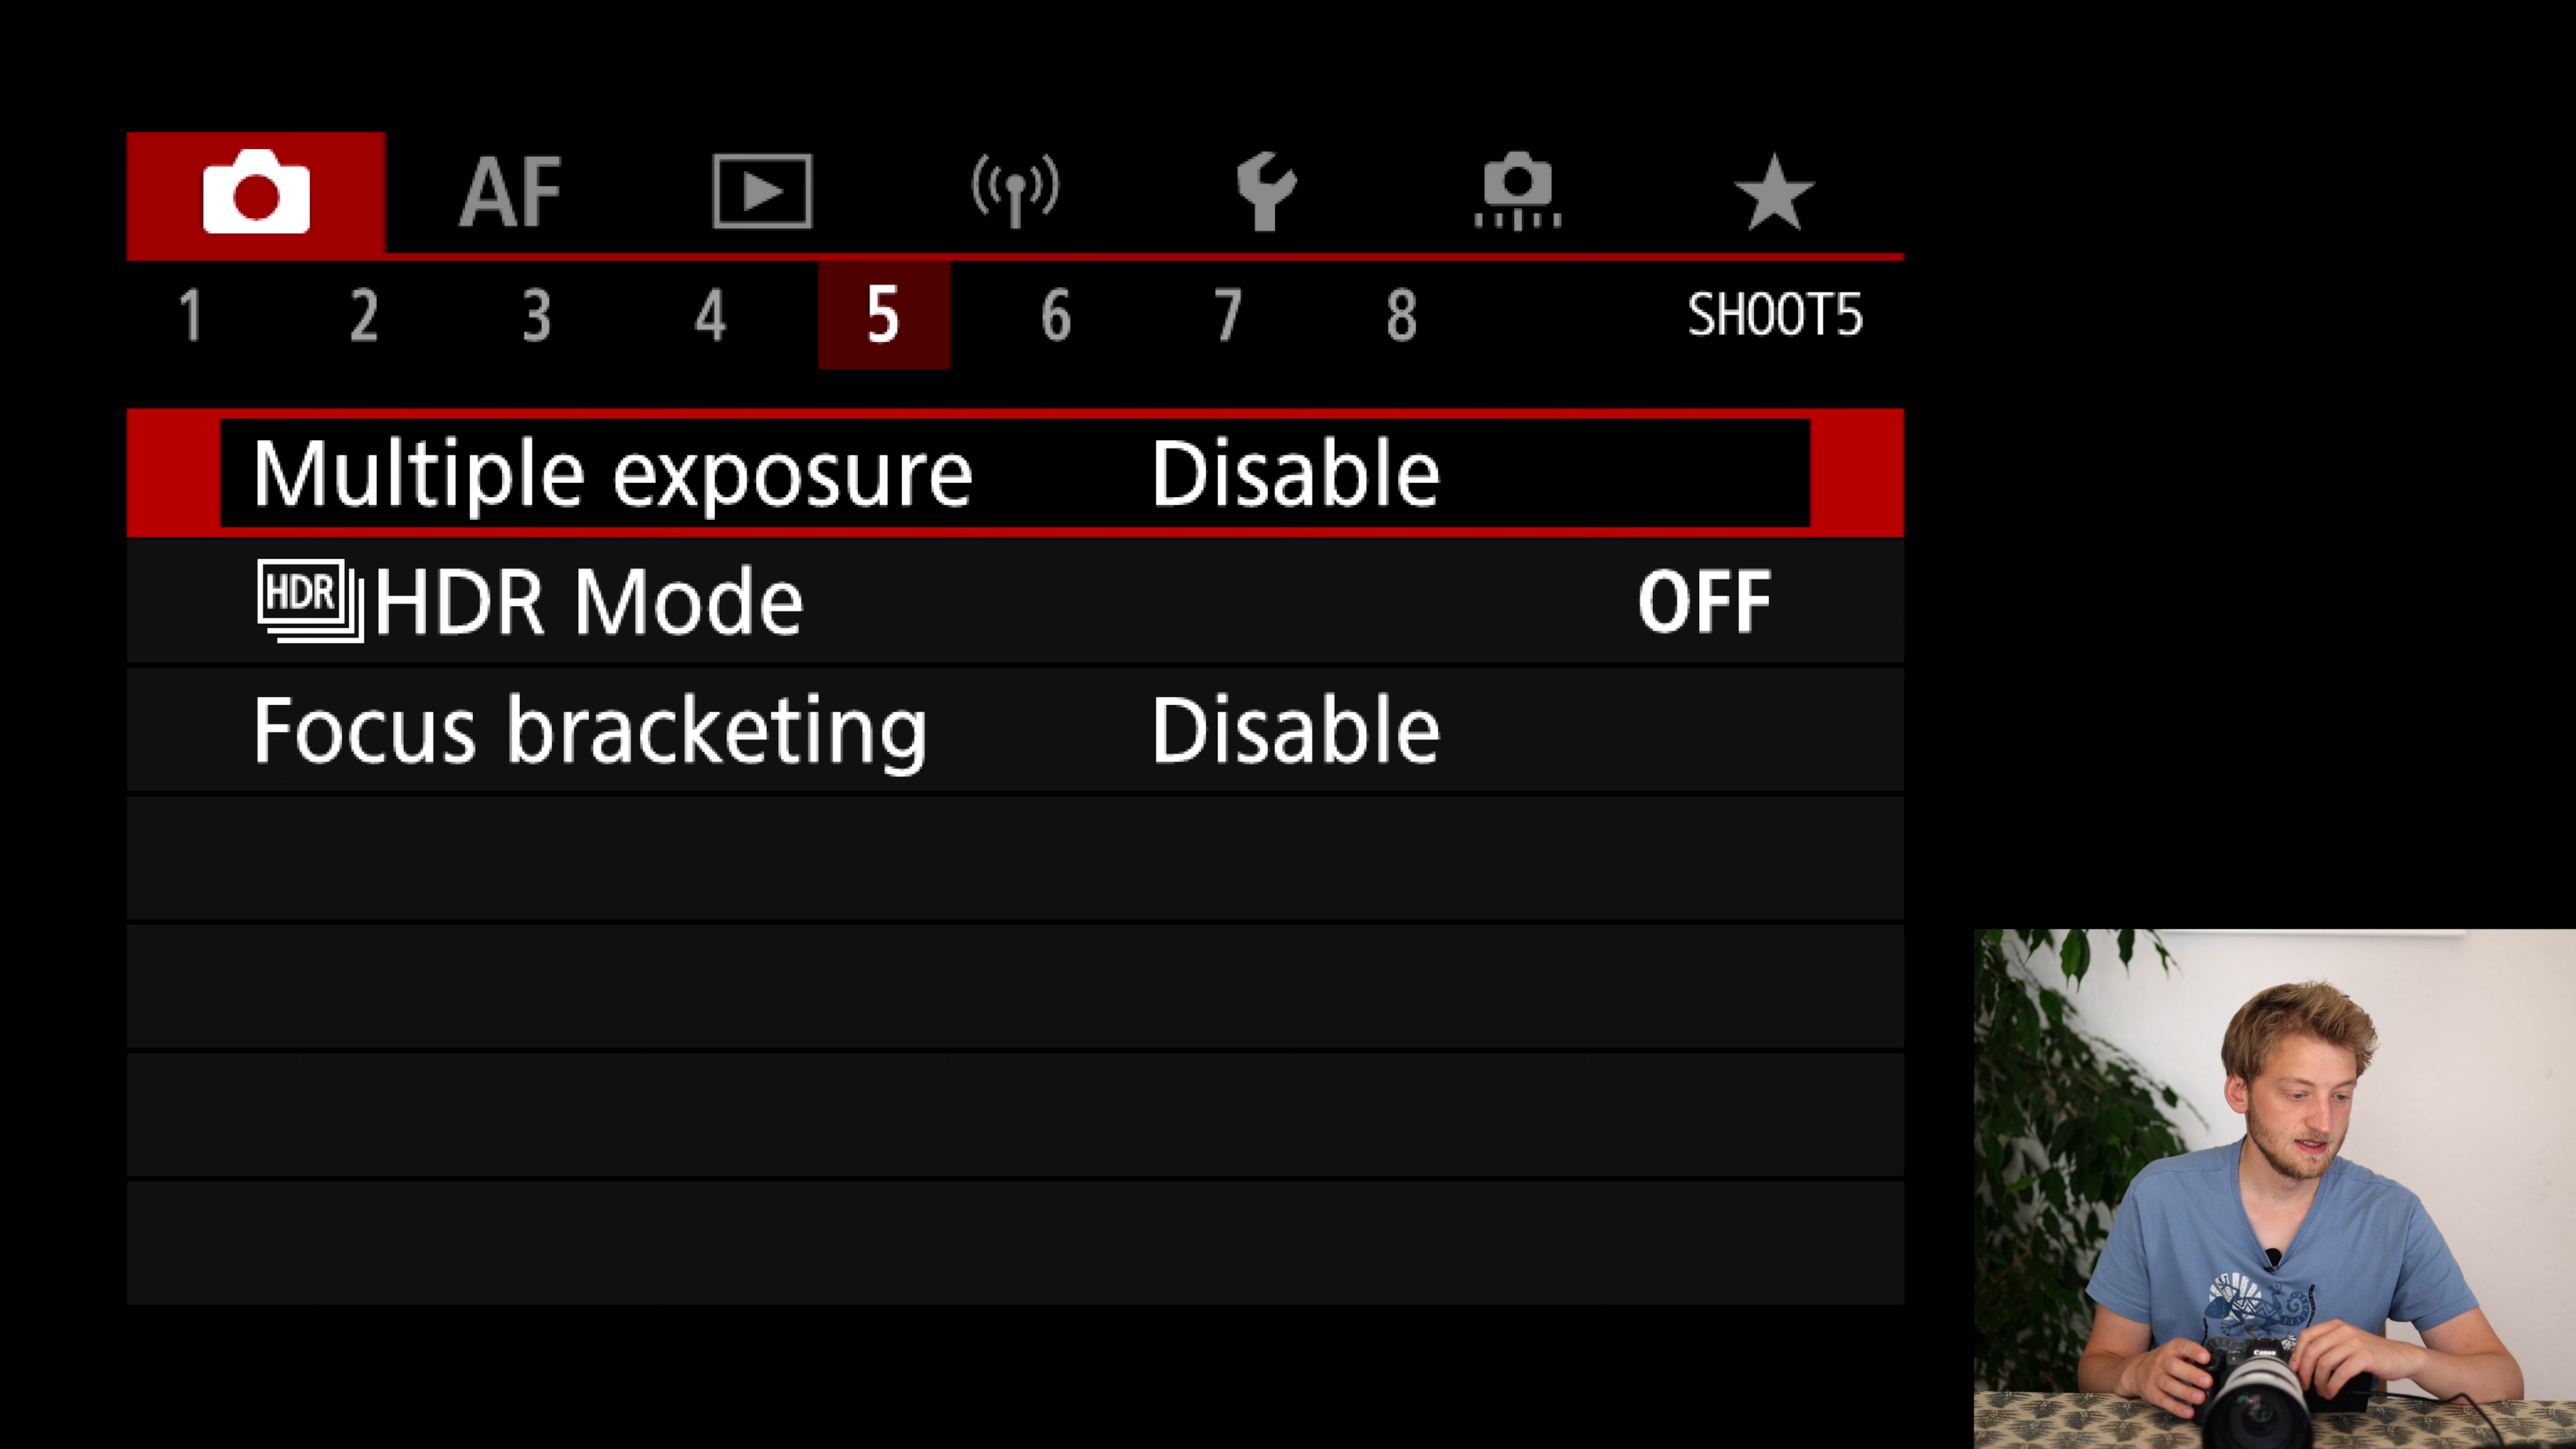 AF
1 2 3 4 5 6 7 8 SHOOT5
Multiple exposure Disable
HDR HDR Mode OFF
Focus bracketing Disable
Canon